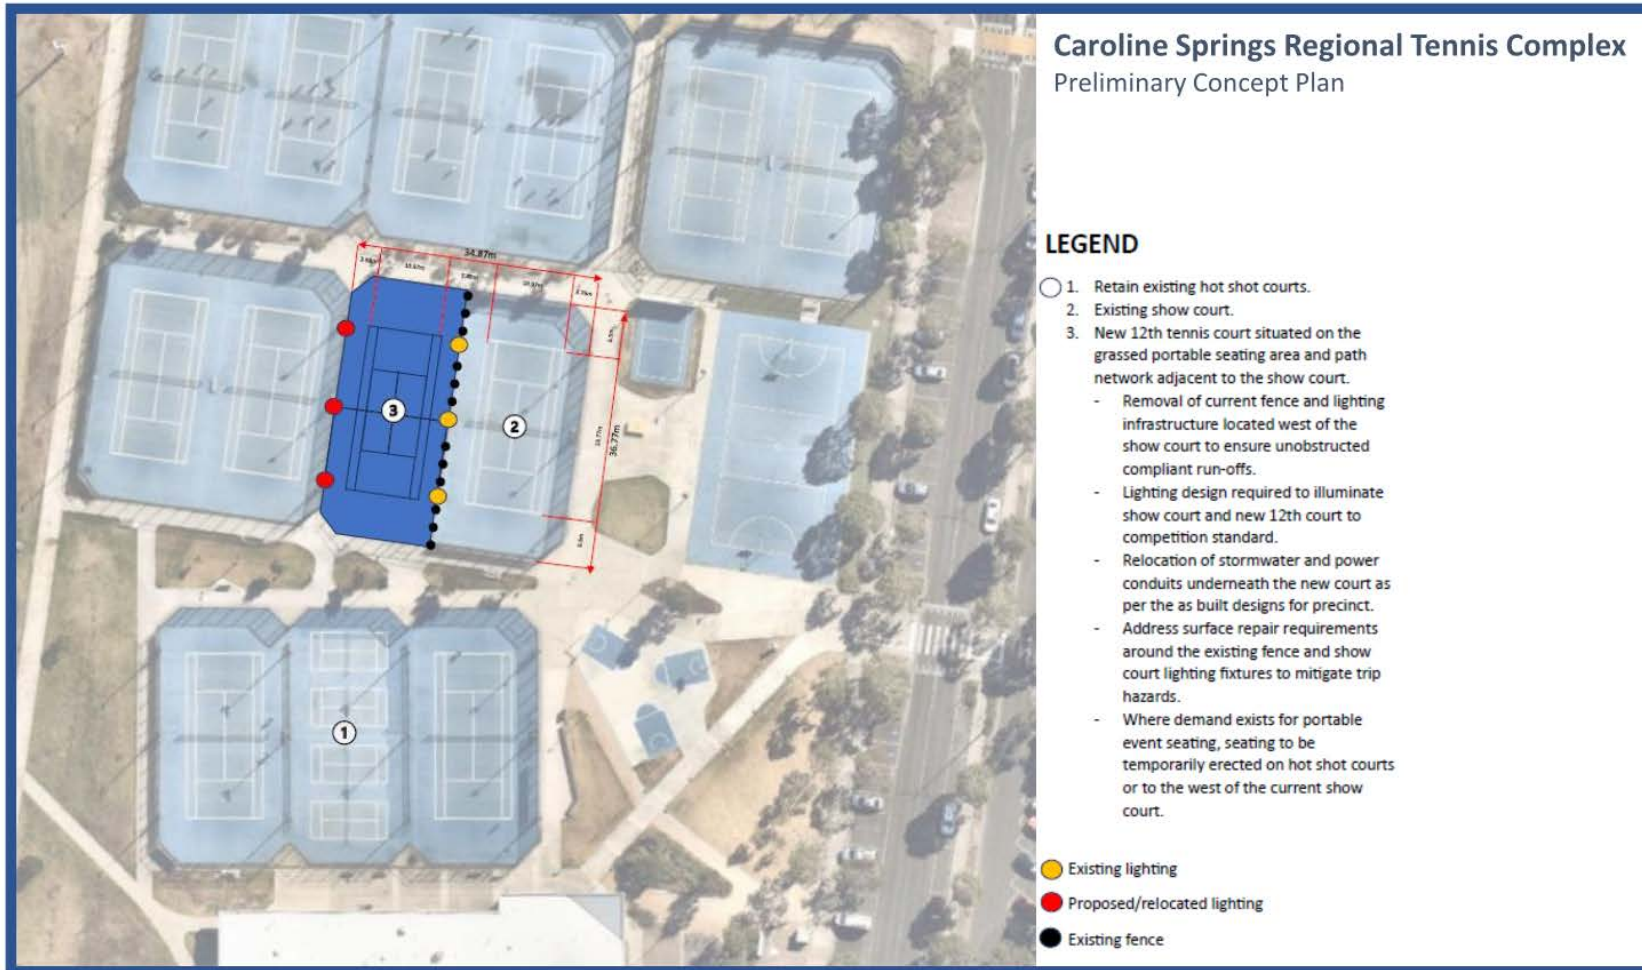 Caroline Springs Regional Tennis Complex
Preliminary Concept Plan
LEGEND
1. Retain existing hot shot courts.
2. Existing show court.
3. New 12th tennis court situated on the
grassed portable seating area and path
network adjacent to the show court.
- Removal of current fence and lighting
infrastructure located west of the
show court to ensure unobstructed
compliant run-offs.
- Lighting design required to illuminate
show court and new 12th court to
competition standard.
- Relocation of stormwater and power
conduits underneath the new court as
per the as built designs for precinct.
- Address surface repair requirements
around the existing fence and show
court lighting fixtures to mitigate trip
hazards.
- Where demand exists for portable
event seating, seating to be
temporarily erected on hot shot courts
or to the west of the current show
court.
Existing lighting
Proposed/relocated lighting
Existing fence
34.87m
36.77m
3
2
1